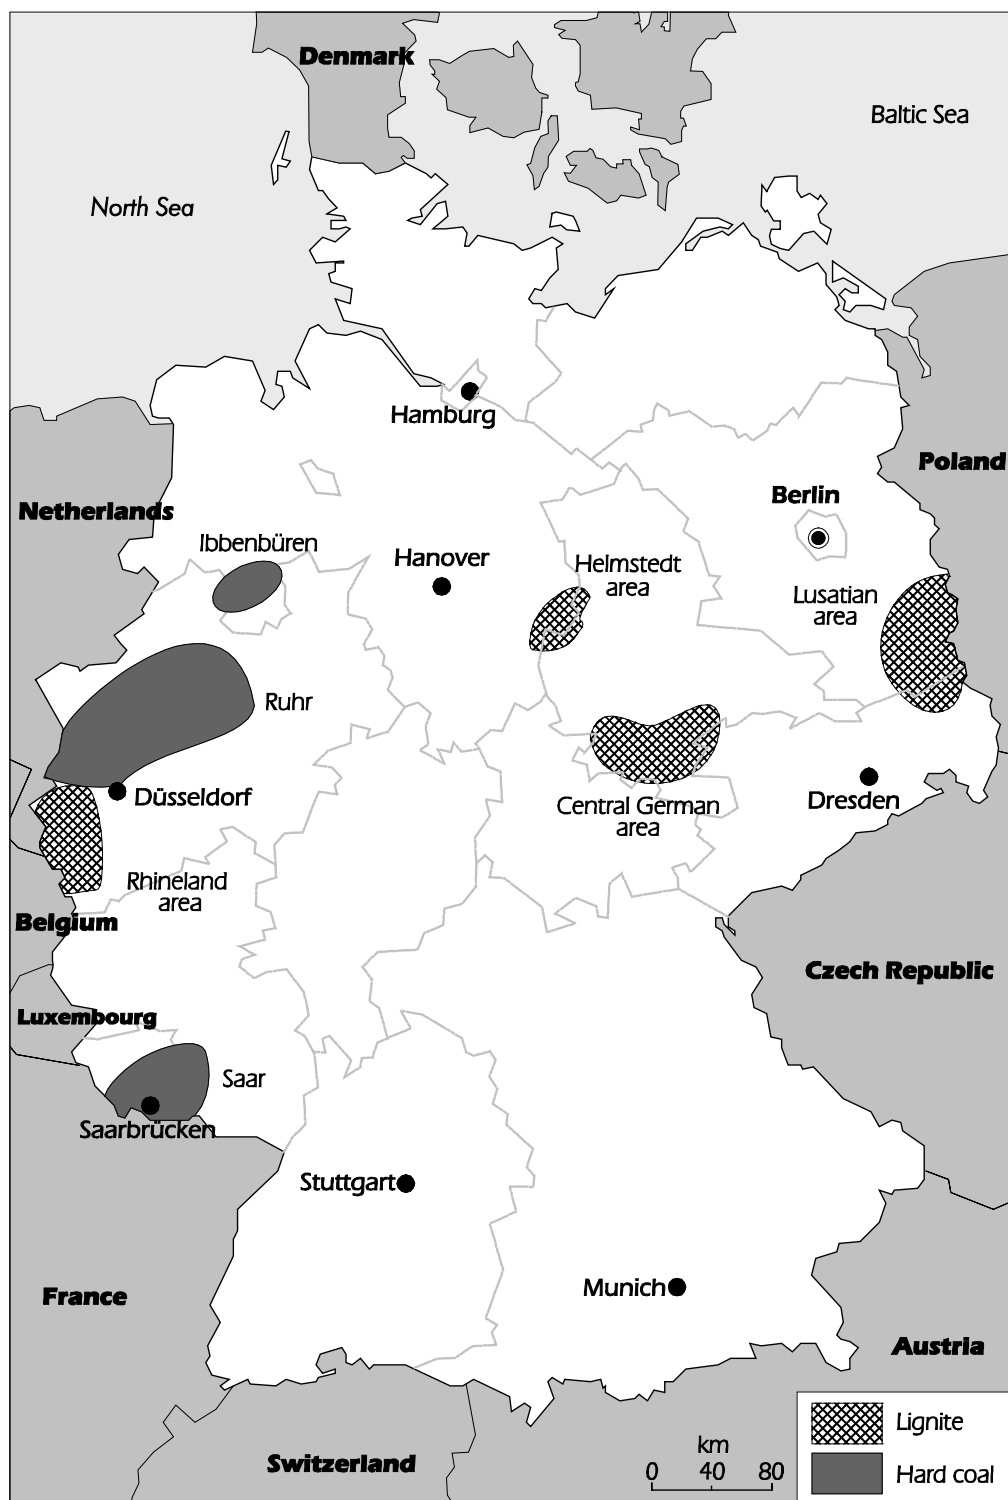 Denmark
Baltic Sea
North Sea
Hamburg
Poland
Berlin
Netherlands
Ibbenbüren
Hanover
Helmstedt
area
Lusatian
area
Ruhr
Düsseldorf
Central German
area
Dresden
Rhineland
area
Belgium
Czech Republic
Luxembourg
Saar
Saarbrücken
Stuttgart
Munich
France
Austria
Switzerland
km
0 40 80
Lignite
Hard coal